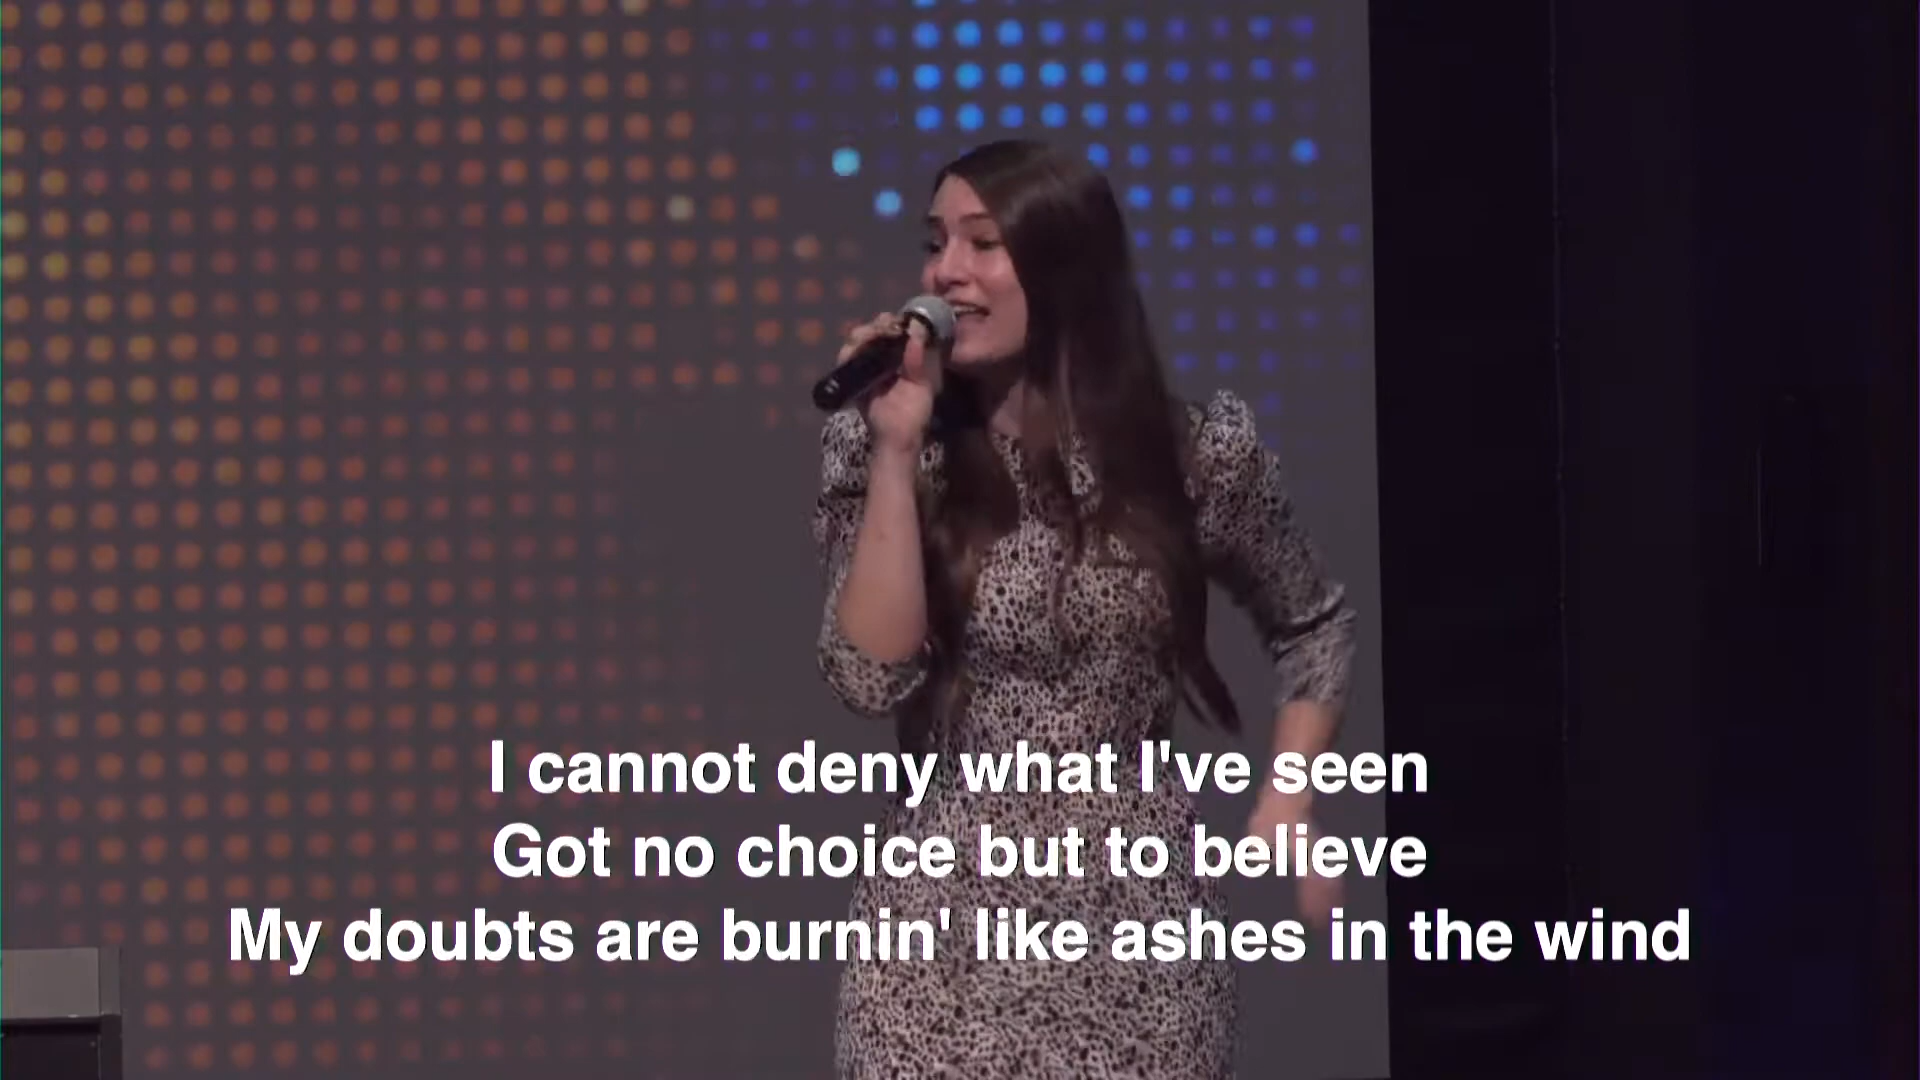 I cannot deny what I've seen
Got no choice but to believe
My doubts are burnin' like ashes in the wind